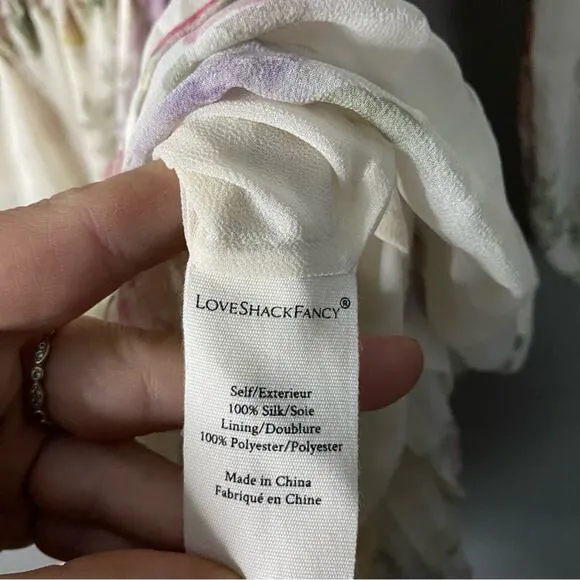 LOVESHACKFANCY®
Self/Exterieur
100% Silk/Soie
Lining/Doublure
100% Polyester/Polyester
Made in China
Fabriqué en Chine